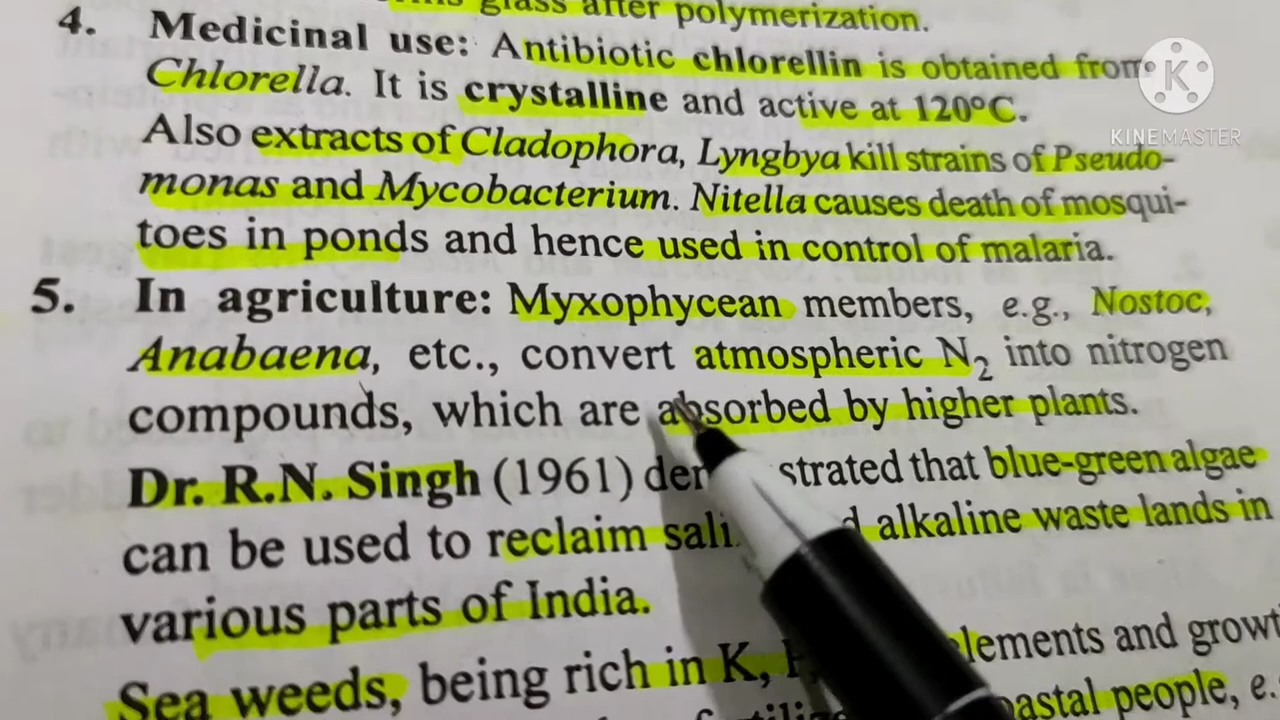 glass after polymerization.
4. Medicinal use: Antibiotic chlorellin is obtained from
Chlorella. It is crystalline and active at 120°C.
Also extracts of Cladophora, Lyngbya kill strains of Pseudo-
monas and Mycobacterium. Nitella causes death of mosqui-
toes in ponds and hence used in control of malaria.
5. In agriculture: Myxophycean members, e.g., Nostoc,
Anabaena, etc., convert atmospheric N₂ into nitrogen
compounds, which are absorbed by higher plants.
Dr. R.N. Singh (1961) strated that blue-green algae
can be used to reclaim alkaline waste lands in
various parts of India.
Sea weeds, being rich in K, and
people,
K
KINEMASTER